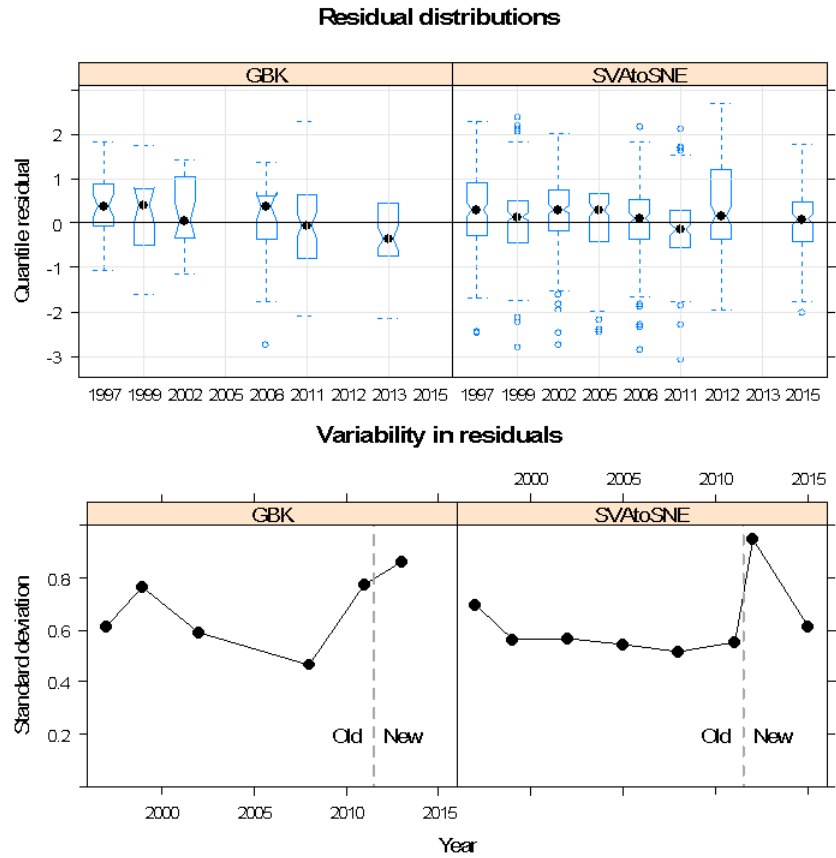 Residual distributions
GBK SVAtoSNE
Quantile residual
2
1
0
-1
-2
-3
1997 1999 2002 2005 2008 2011 2012 2013 2015 1997 1999 2002 2005 2008 2011 2012 2013 2015
Variability in residuals
2000 2005 2010 2015
GBK SVAtoSNE
Standard deviation
0.8
0.6
0.4
0.2
Old New Old New
2000 2005 2010 2015
Year